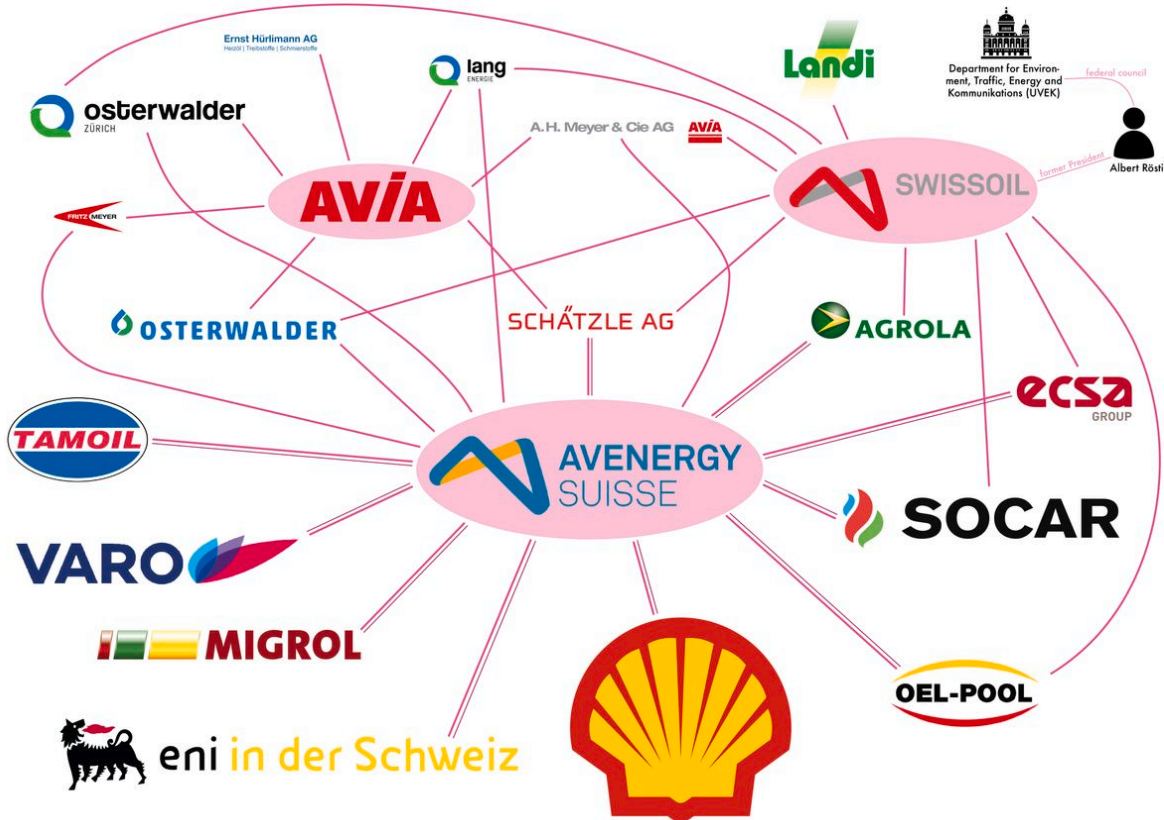 Ernst Hürlimann AG
Heizöl | Treibstoffe | Schmierstoffe
lang
ENERGIE
Landi
Department for Environ-
ment, Traffic, Energy and
Kommunikations (UVEK)
federal council
osterwalder
ZÜRICH
A.H. Meyer & Cie AG
AVIA
former President
Albert Rösti
AVIA
SWISSOIL
FRITZ MEYER
OSTERWALDER
SCHÄTZLE AG
AGROLA
ecsa
GROUP
TAMOIL
AVENERGY
SUISSE
SOCAR
VARO
MIGROL
OEL-POOL
eni in der Schweiz